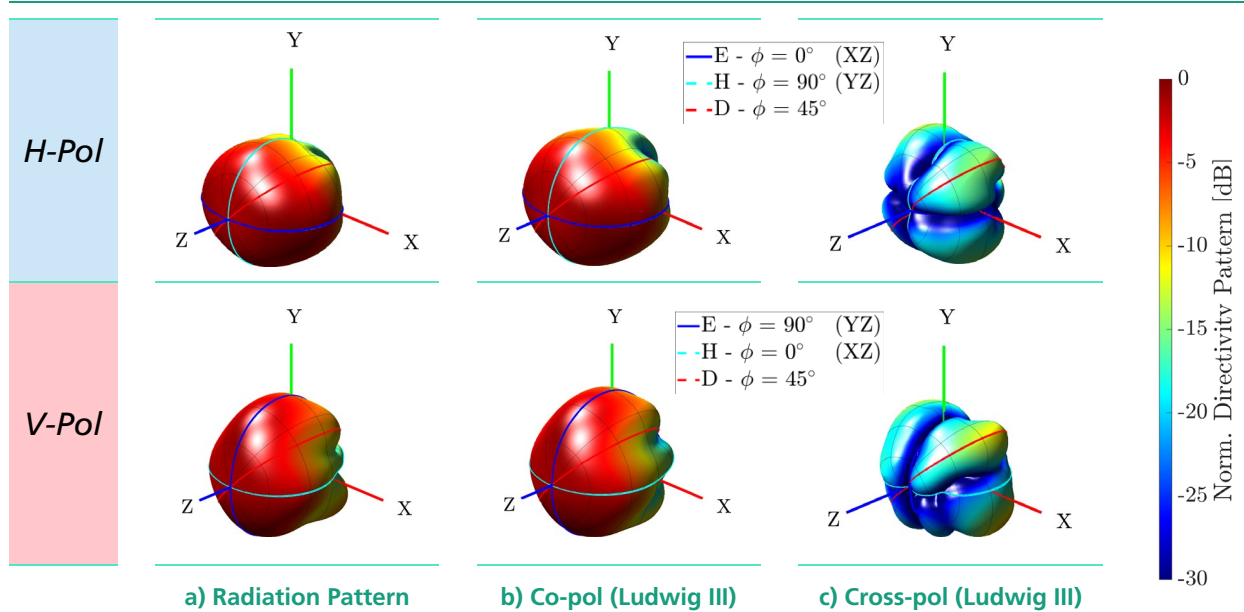 H-Pol
Y
Z
X
Y
Z
X
E - ϕ = 0° (XZ)
H - ϕ = 90° (YZ)
D - ϕ = 45°
Y
Z
X
V-Pol
Y
Z
X
Y
Z
X
E - ϕ = 90° (YZ)
H - ϕ = 0° (XZ)
D - ϕ = 45°
Y
Z
X
0
-5
-10
-15
-20
-25
-30
Norm. Directivity Pattern [dB]
a) Radiation Pattern
b) Co-pol (Ludwig III)
c) Cross-pol (Ludwig III)